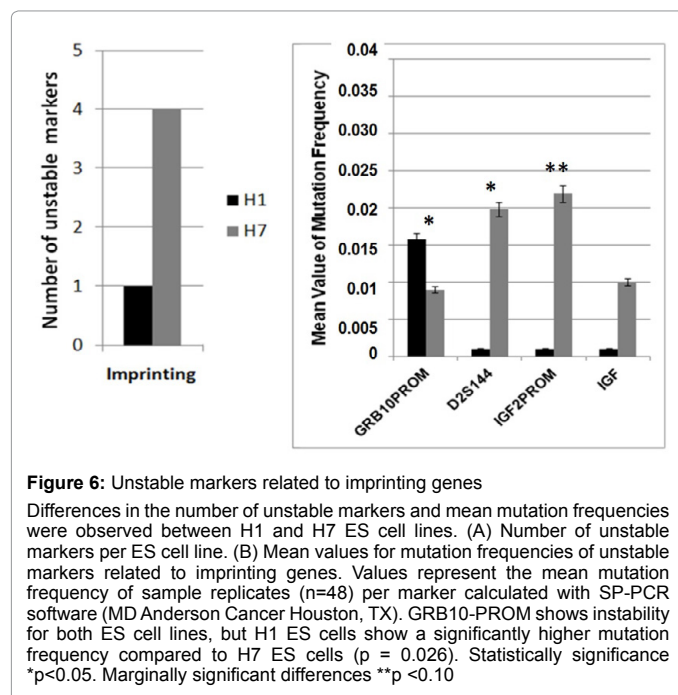 5
4
3
2
1
0
Number of unstable markers
Imprinting
H1
H7
0.04
0.035
0.03
0.025
0.02
0.015
0.01
0.005
0
Mean Value of Mutation Frequency
*
*
**
GRB10PROM
D2S144
IGF2PROM
IGF
Figure 6: Unstable markers related to imprinting genes
Differences in the number of unstable markers and mean mutation frequencies
were observed between H1 and H7 ES cell lines. (A) Number of unstable
markers per ES cell line. (B) Mean values for mutation frequencies of unstable
markers related to imprinting genes. Values represent the mean mutation
frequency of sample replicates (n=48) per marker calculated with SP-PCR
software (MD Anderson Cancer Houston, TX). GRB10-PROM shows instability
for both ES cell lines, but H1 ES cells show a significantly higher mutation
frequency compared to H7 ES cells (p = 0.026). Statistically significance
*p<0.05. Marginally significant differences **p <0.10